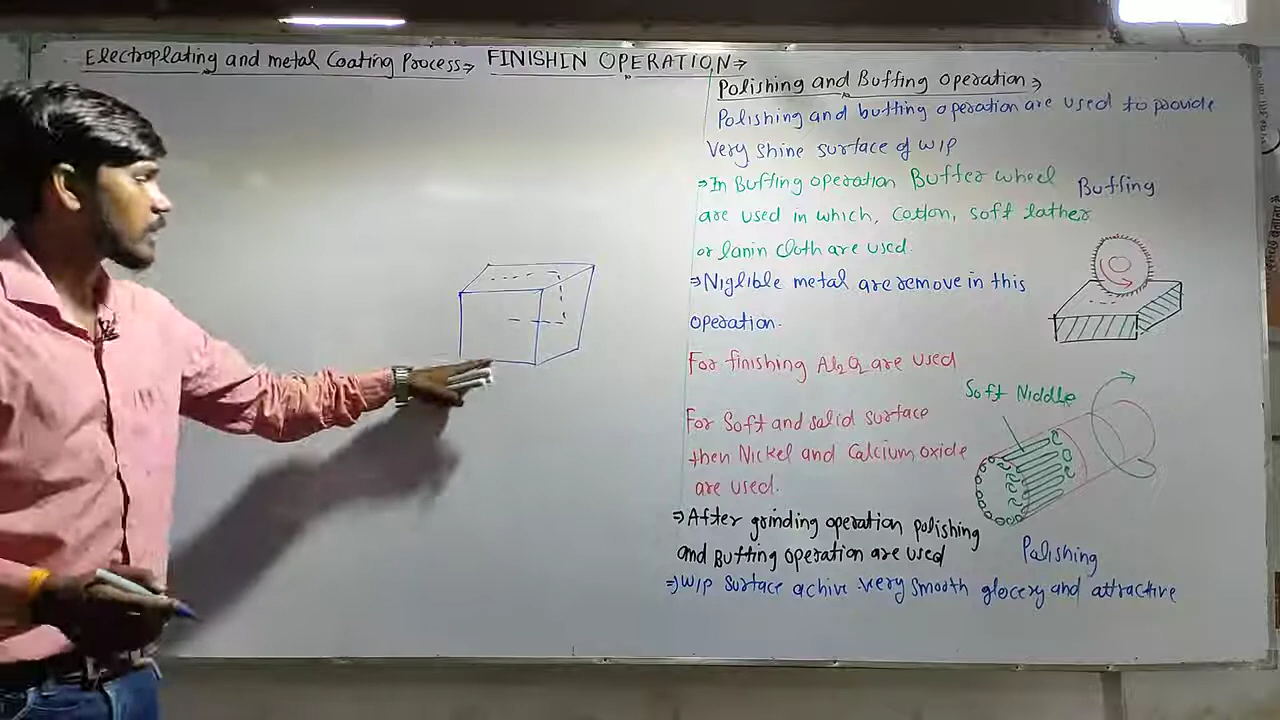 Electroplating and metal Coating Process⇒ FINISHIN OPERATION⇒
Polishing and Buffing operation⇒
Polishing and butting operation are used to provide
very shine surface of W/P
⇒In Buffing operation Buffer wheel
are used in which, Cotton, soft lather
or lanin cloth are used.
Buffing
⇒Niglible metal are remove in this
operation.
For finishing Al2O2 are used
Soft Niddle
For Soft and salid surface
then Nickel and Calcium oxide
are used.
⇒After grinding operation polishing
and Butting operation are used
Palishing
⇒W/P surface achive very smooth glocery and attractive